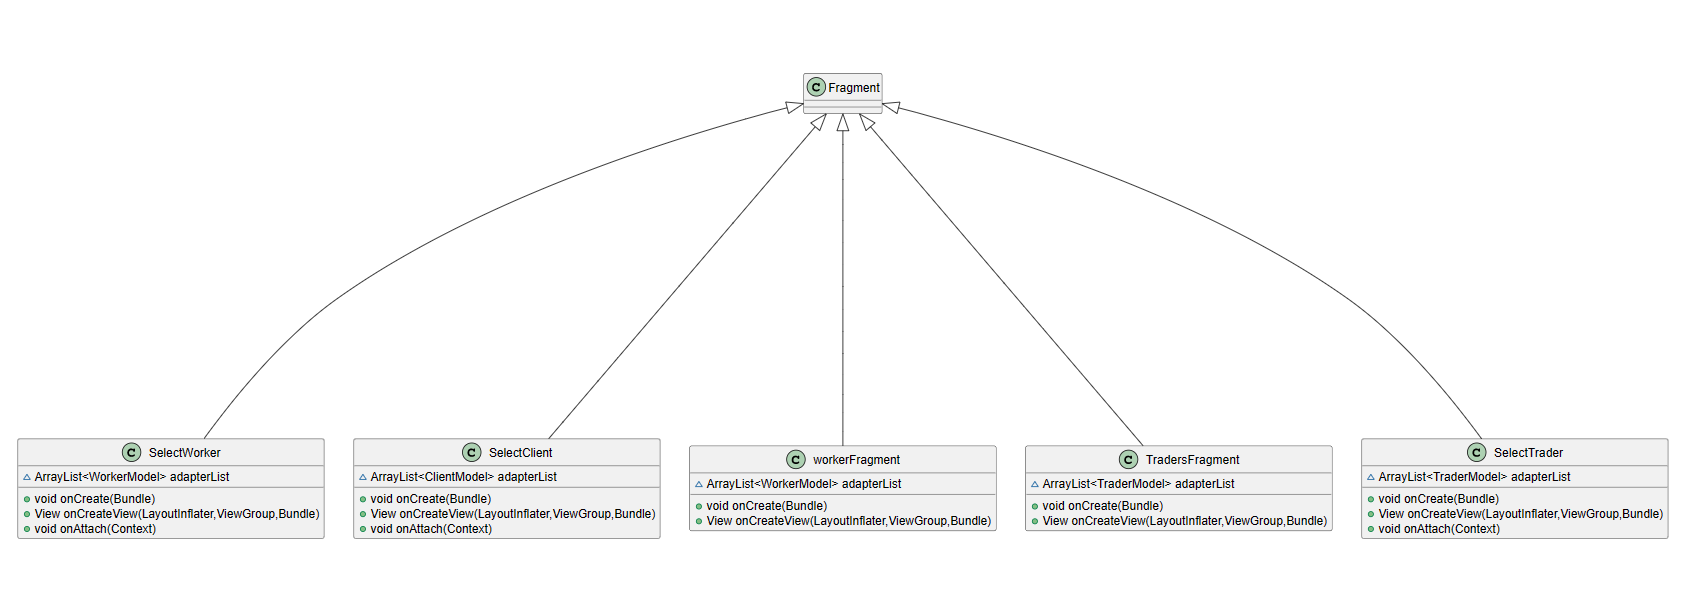 C Fragment
C SelectWorker
ArrayList<WorkerModel> adapterList
void onCreate(Bundle)
View onCreateView(LayoutInflater,ViewGroup,Bundle)
void onAttach(Context)
C SelectClient
ArrayList<ClientModel> adapterList
void onCreate(Bundle)
View onCreateView(LayoutInflater,ViewGroup,Bundle)
void onAttach(Context)
C workerFragment
ArrayList<WorkerModel> adapterList
void onCreate(Bundle)
View onCreateView(LayoutInflater,ViewGroup,Bundle)
C TradersFragment
ArrayList<TraderModel> adapterList
void onCreate(Bundle)
View onCreateView(LayoutInflater,ViewGroup,Bundle)
C SelectTrader
ArrayList<TraderModel> adapterList
void onCreate(Bundle)
View onCreateView(LayoutInflater,ViewGroup,Bundle)
void onAttach(Context)